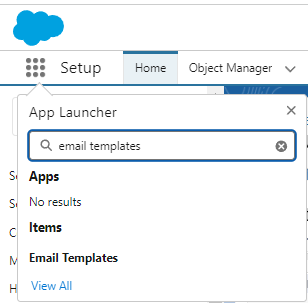 Setup
Home
Object Manager
App Launcher
email templates
Apps
No results
Items
Email Templates
View All